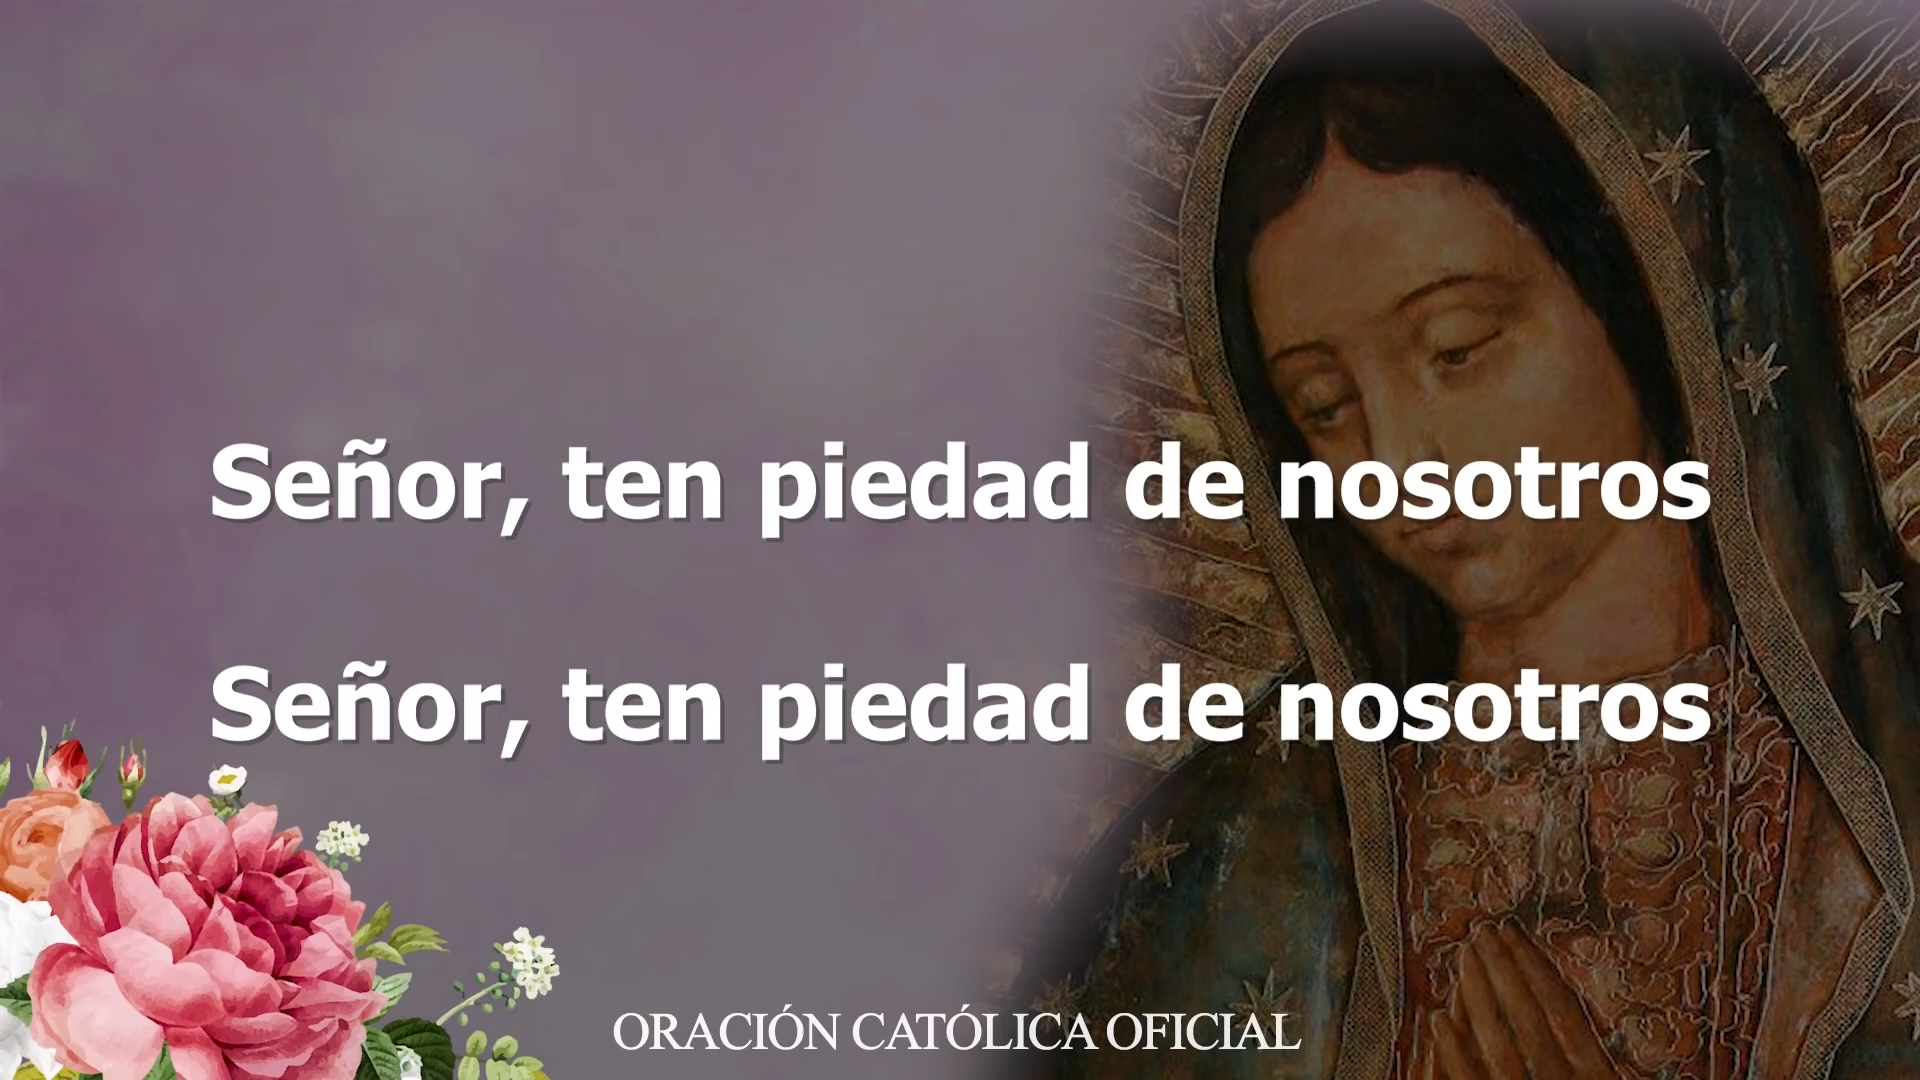 Señor, ten piedad de nosotros
Señor, ten piedad de nosotros
ORACIÓN CATÓLICA OFICIAL